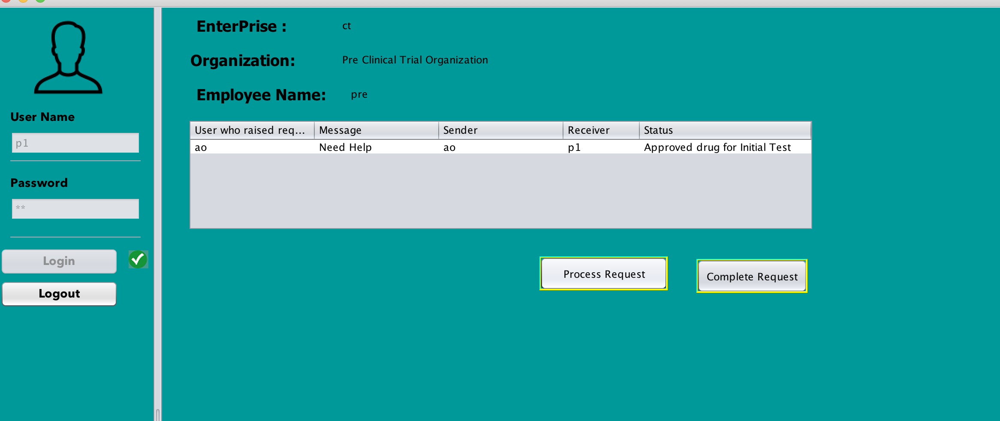 User Name
p1
Password
**
Login
Logout
EnterPrise : ct
Organization: Pre Clinical Trial Organization
Employee Name: pre
User who raised req... Message Sender Receiver Status
ao Need Help ao p1 Approved drug for Initial Test
Process Request Complete Request